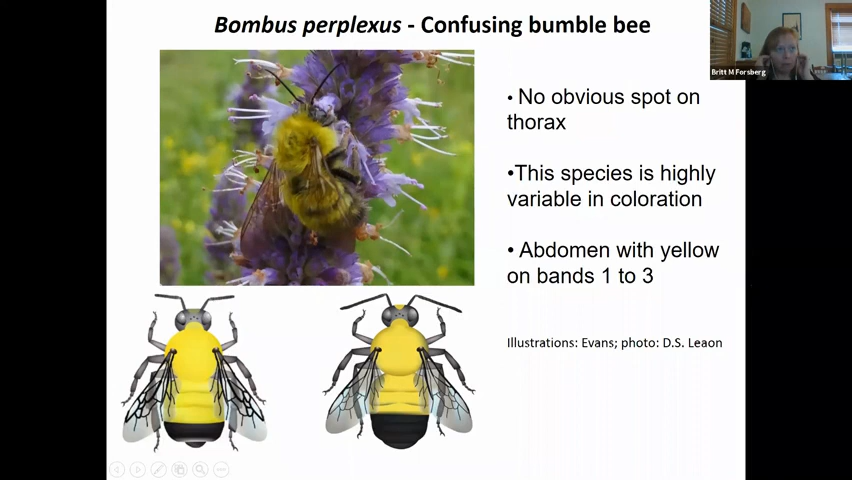 Bombus perplexus - Confusing bumble bee
Britt M Forsberg
• No obvious spot on
thorax
•This species is highly
variable in coloration
• Abdomen with yellow
on bands 1 to 3
Illustrations: Evans; photo: D.S. Leaon